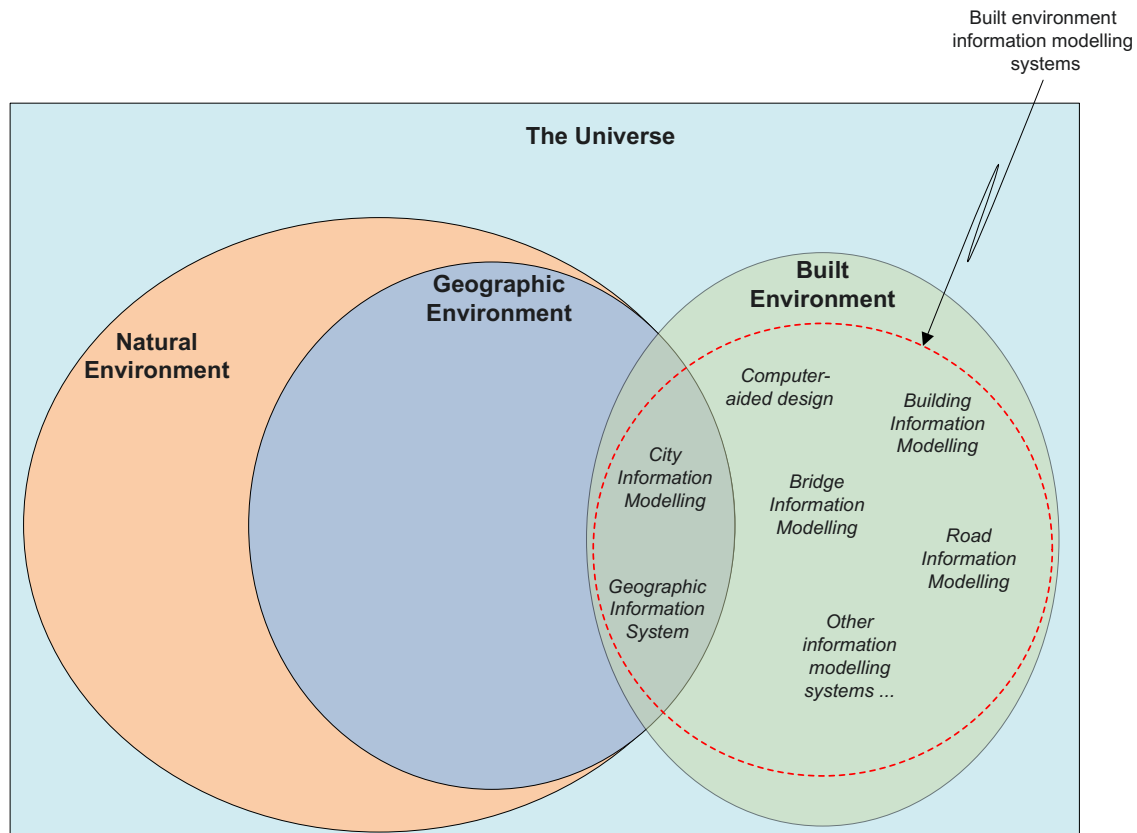 Built environment
information modelling
systems
The Universe
Natural
Environment
Geographic
Environment
Built
Environment
Computer-
aided design
Building
Information
Modelling
City
Information
Modelling
Bridge
Information
Modelling
Road
Information
Modelling
Geographic
Information
System
Other
information
modelling
systems ...